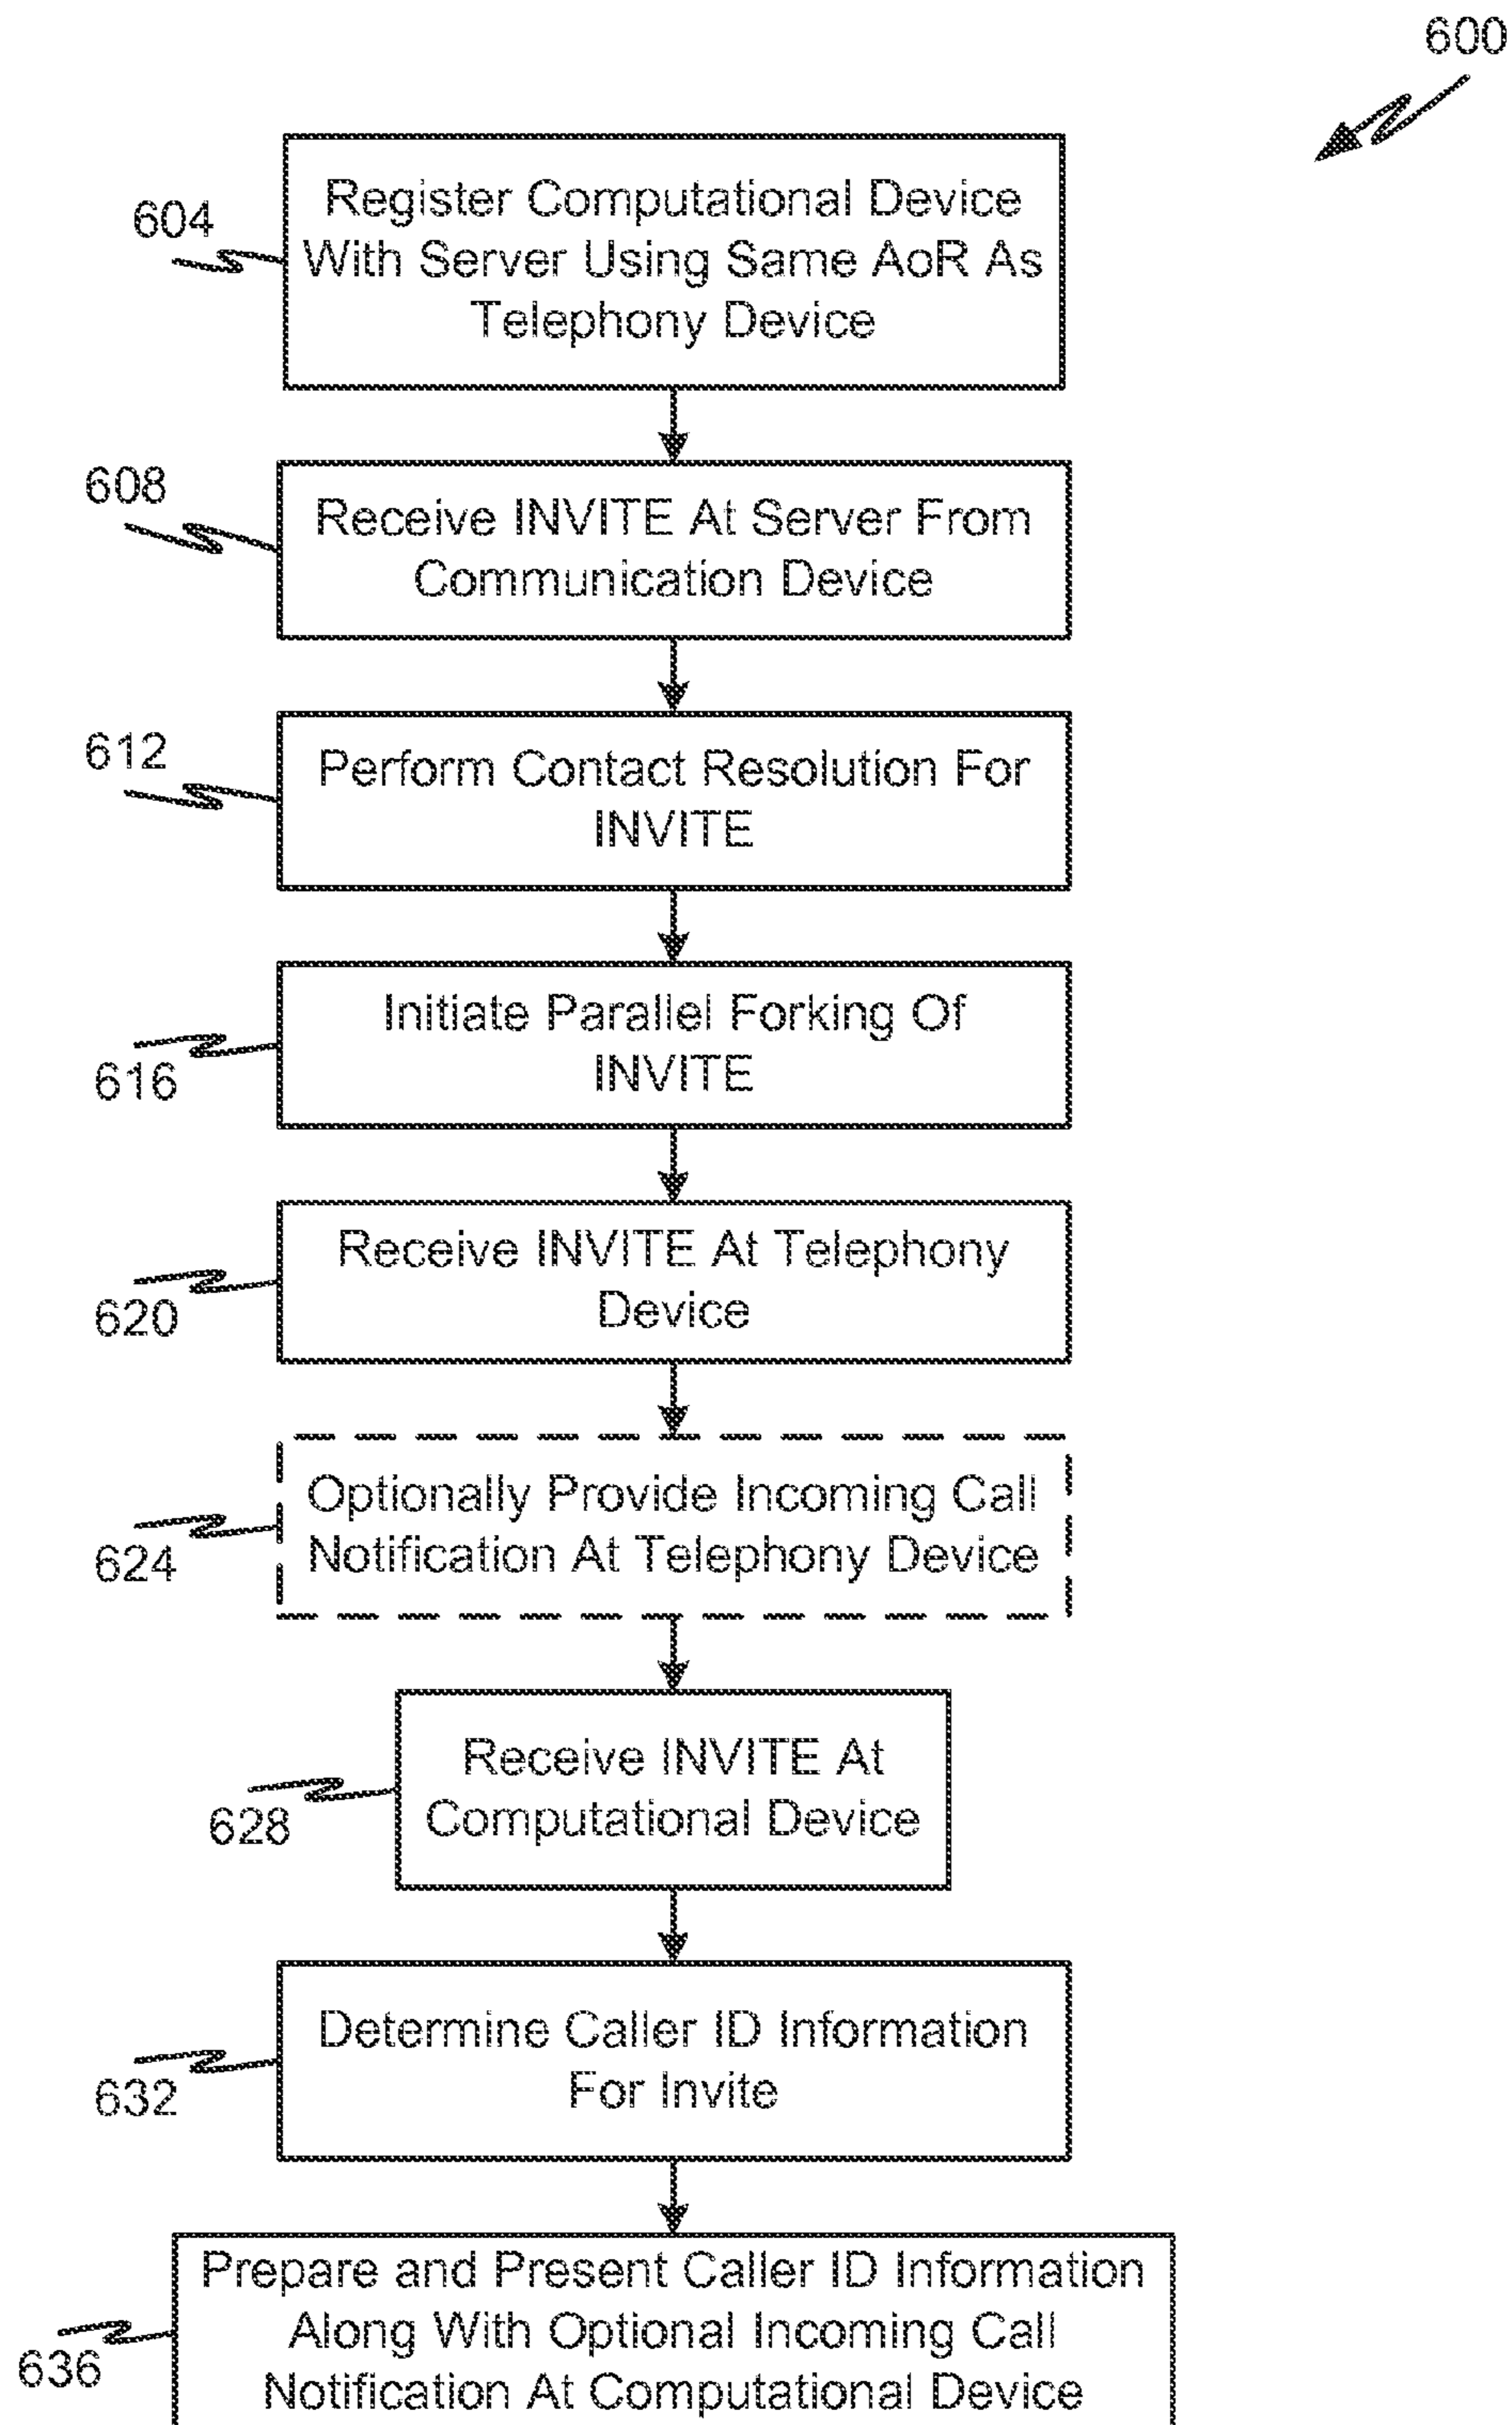 600
604
Register Computational Device
With Server Using Same AoR As
Telephony Device
608
Receive INVITE At Server From
Communication Device
612
Perform Contact Resolution For
INVITE
616
Initiate Parallel Forking Of
INVITE
620
Receive INVITE At Telephony
Device
624
Optionally Provide Incoming Call
Notification At Telephony Device
628
Receive INVITE At
Computational Device
632
Determine Caller ID Information
For Invite
636
Prepare and Present Caller ID Information
Along With Optional Incoming Call
Notification At Computational Device